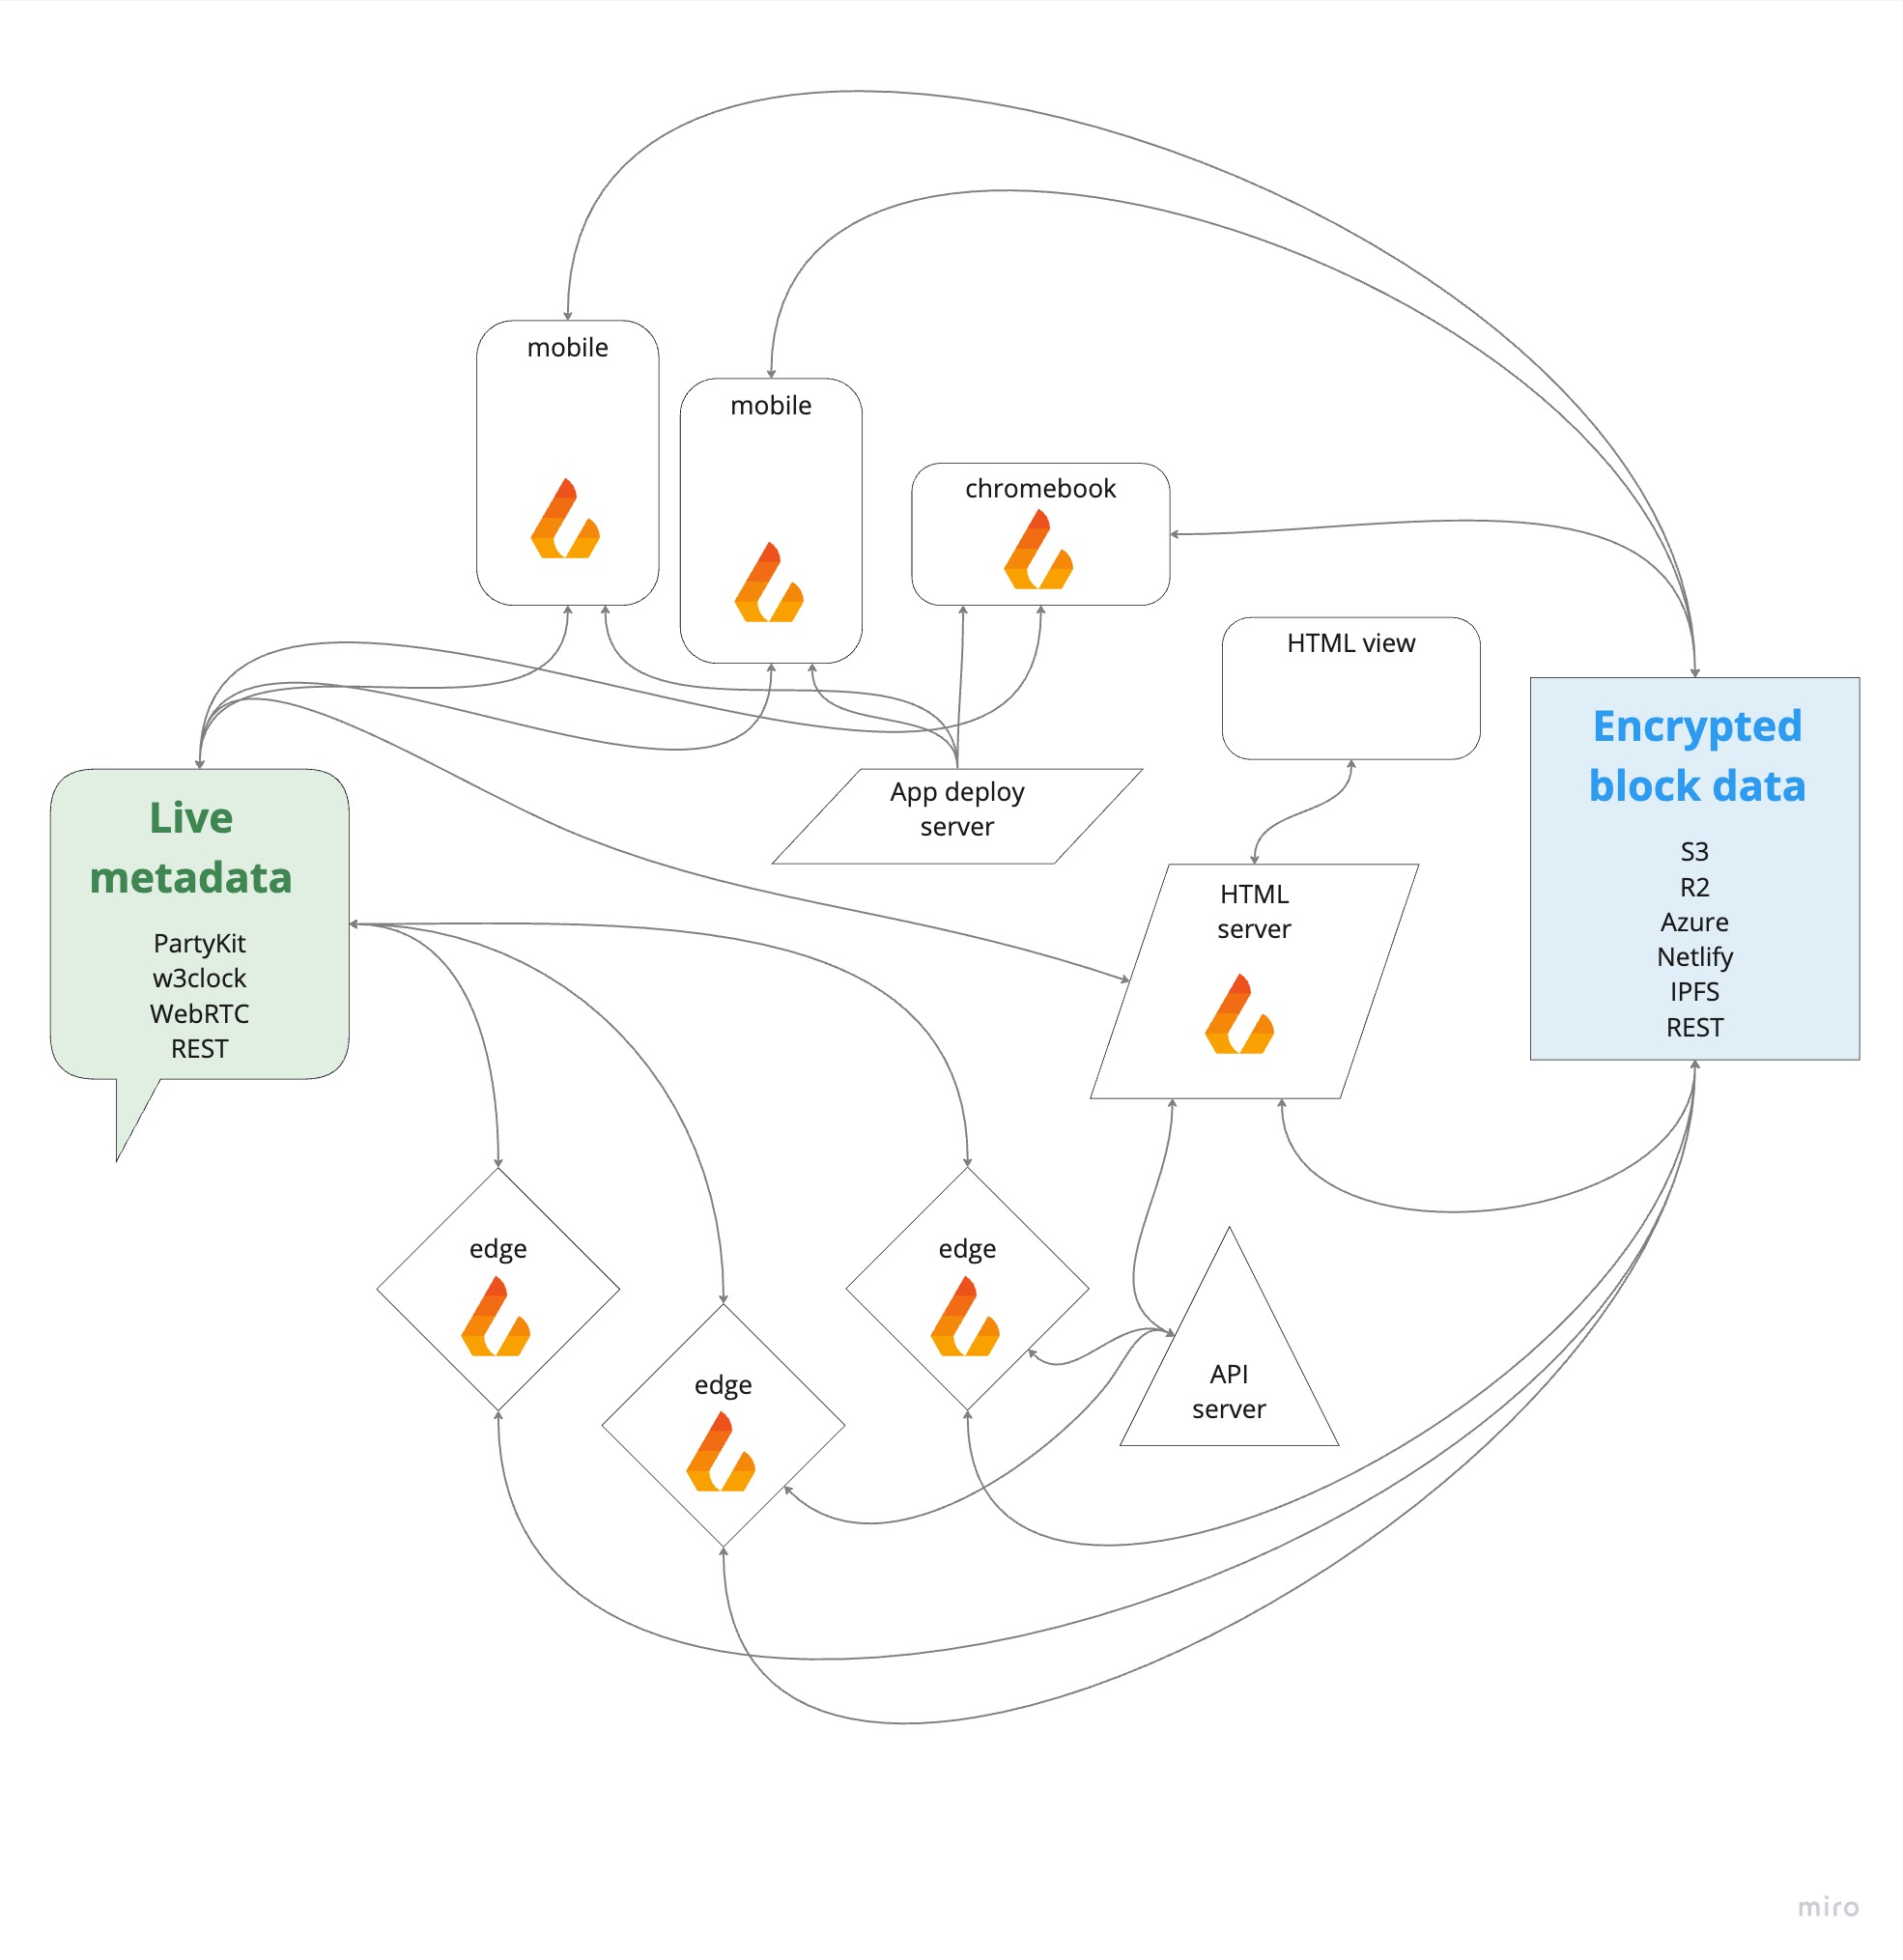 mobile
mobile
chromebook
HTML view
Encrypted
block data
S3
R2
Azure
Netlify
IPFS
REST
App deploy
server
Live
metadata
PartyKit
w3clock
WebRTC
REST
HTML
server
edge
edge
edge
API
server
miro